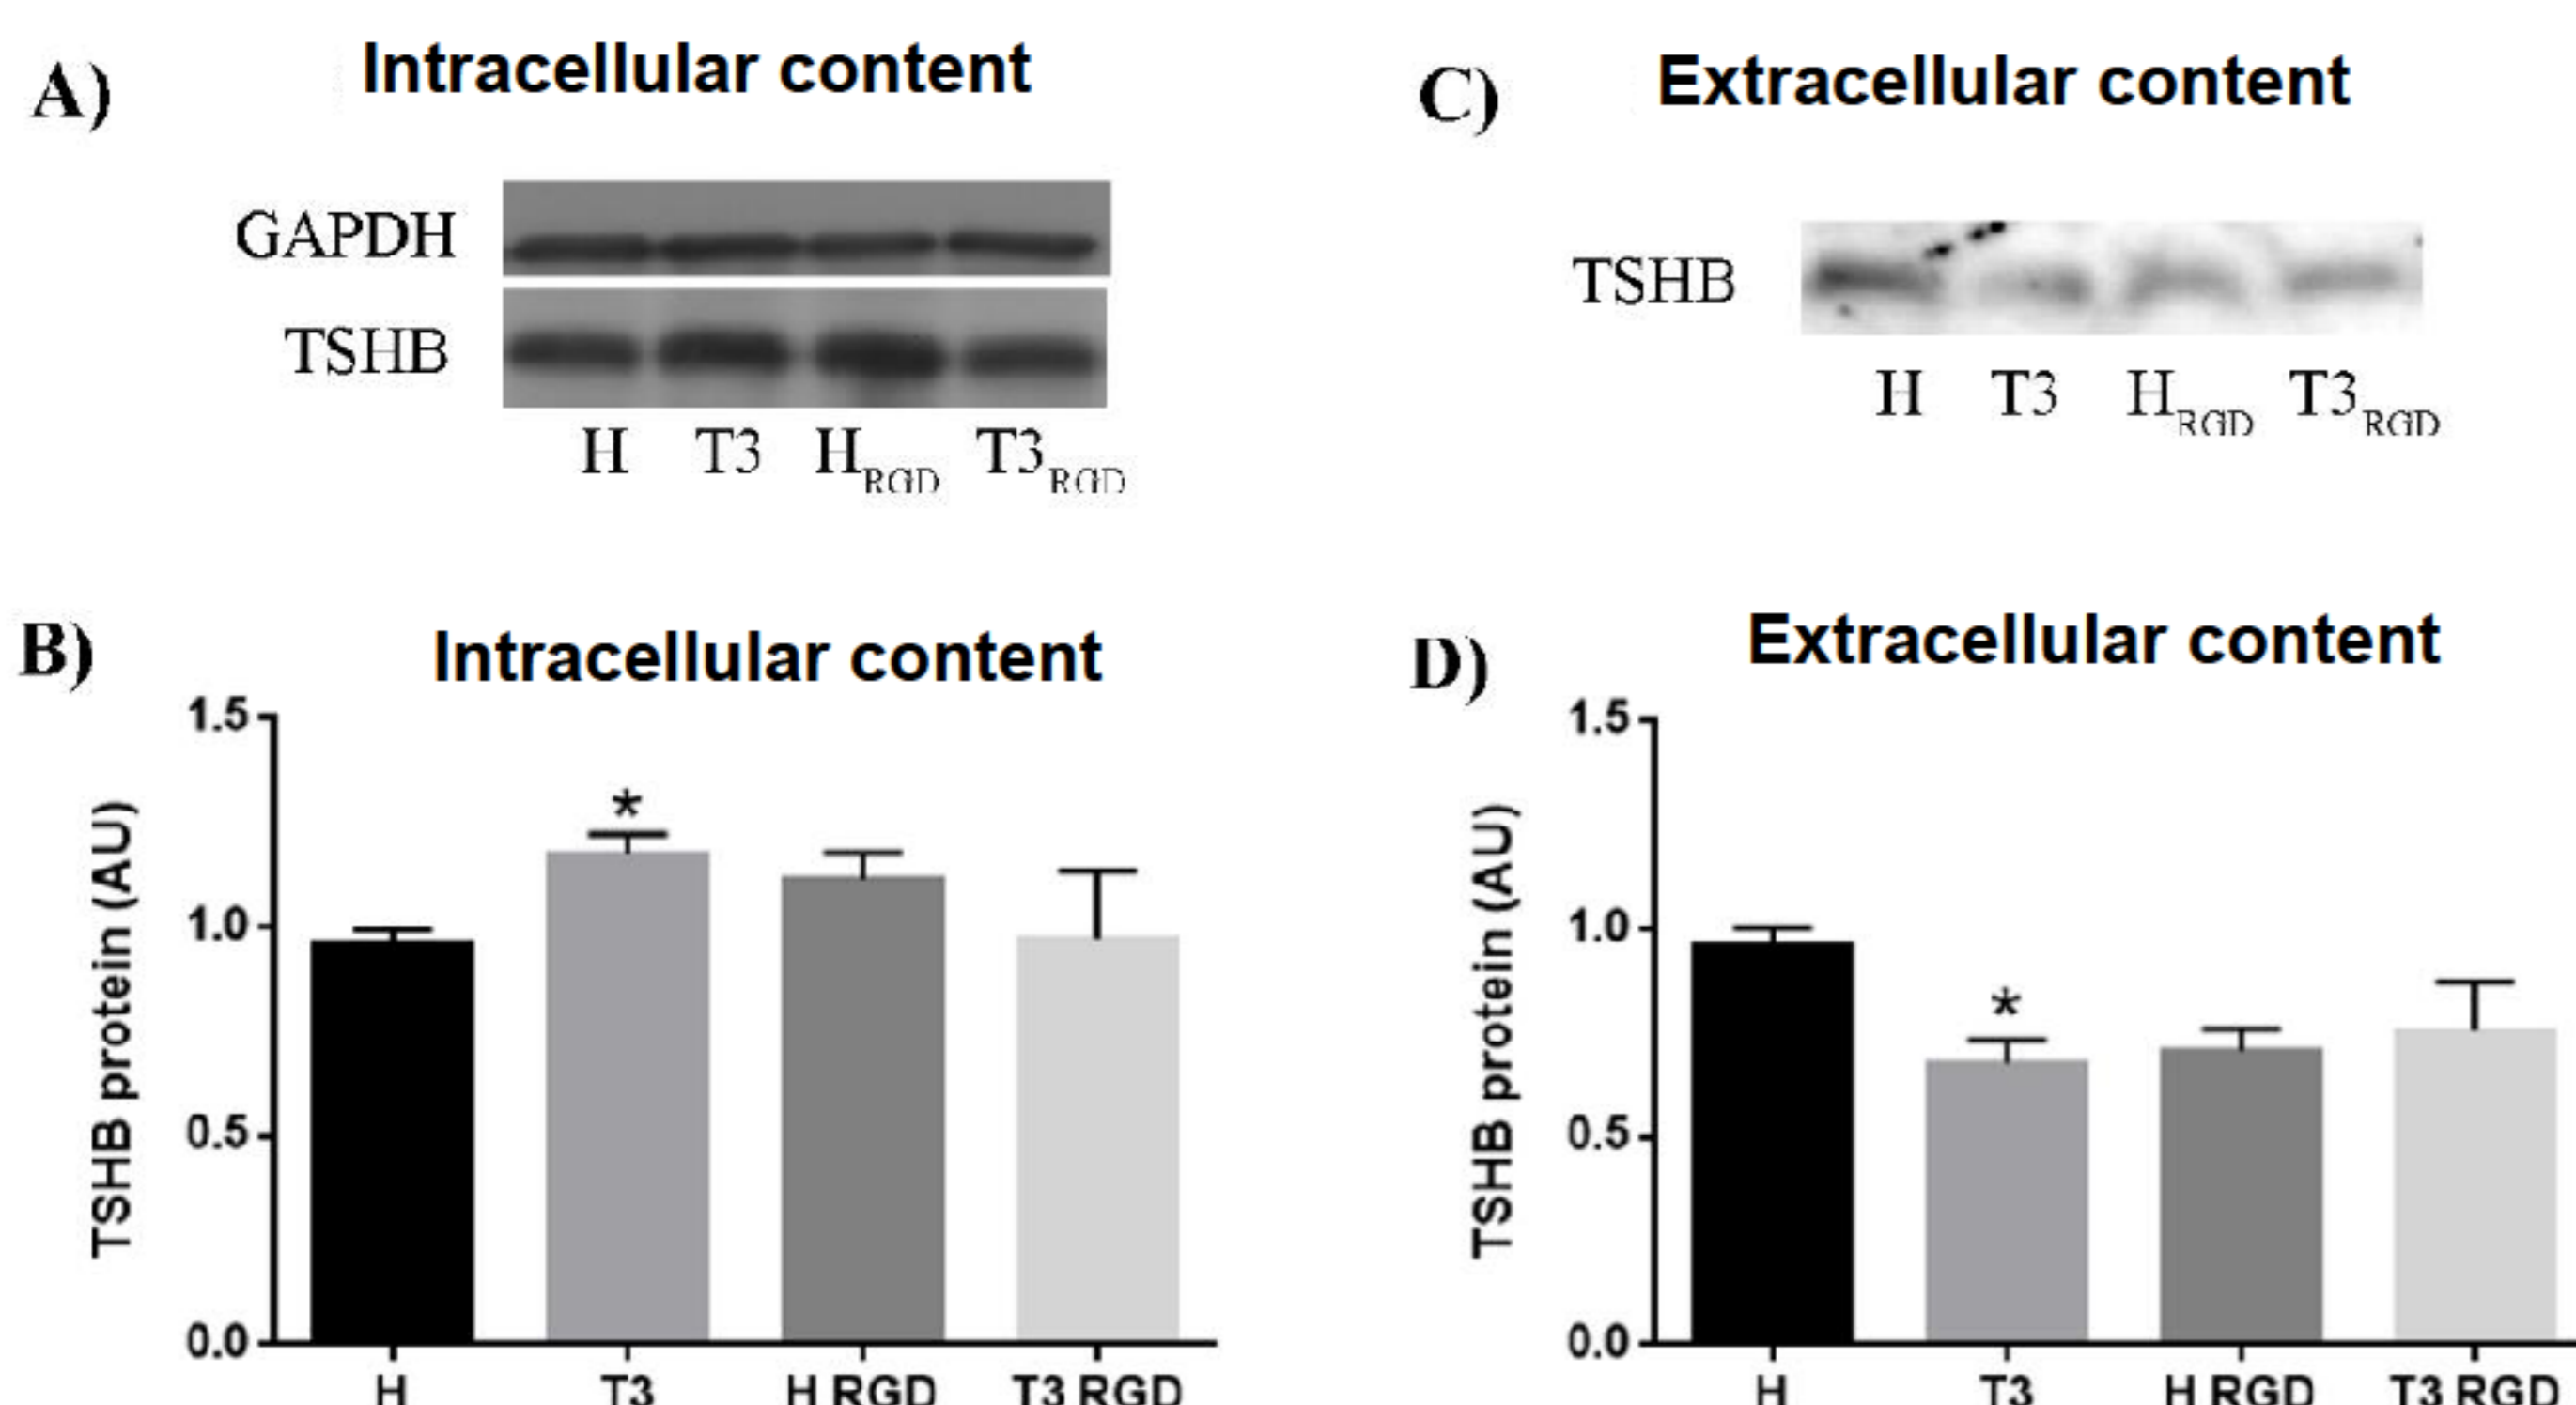 A)
Intracellular content
GAPDH
TSHB
H T3 HRGD T3RGD
C)
Extracellular content
TSHB
H T3 HRGD T3RGD
B)
Intracellular content
TSHB protein (AU)
1.5
*
1.0
0.5
0.0
H T3 H RGD T3 RGD
D)
Extracellular content
TSHB protein (AU)
1.5
1.0
*
0.5
0.0
H T3 H RGD T3 RGD